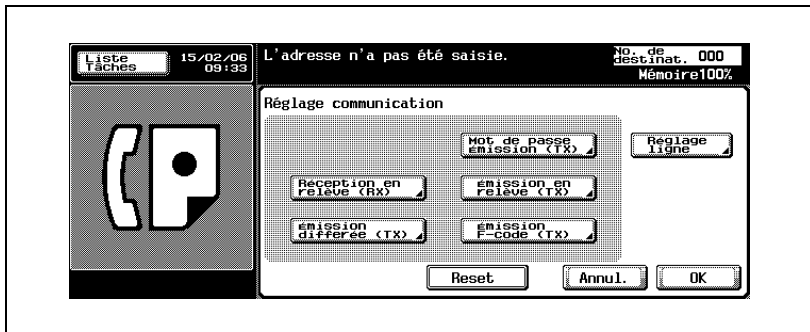 Liste
Tâches
15/02/06
09:33
L'adresse n'a pas été saisie.
No. de
destinat. 000
Mémoire100%
Réglage communication
Mot de passe
émission (TX)
Réglage
ligne
Réception en
relève (RX)
émission en
relève (TX)
émission
différée (TX)
émission
F-code (TX)
Reset
Annul.
OK